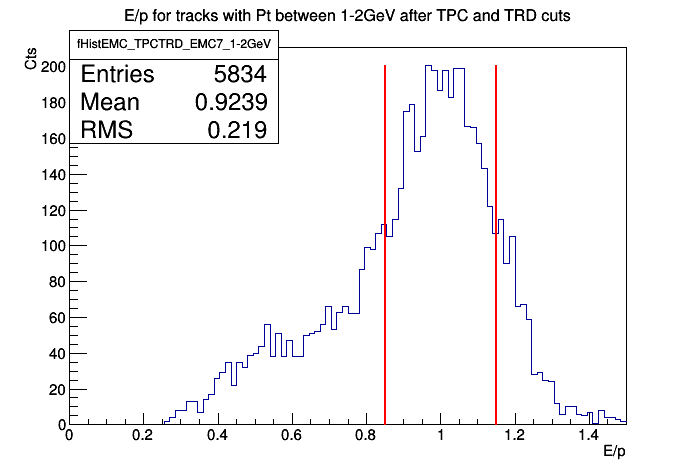 E/p for tracks with Pt between 1-2GeV after TPC and TRD cuts
Cts
fHistEMC_TPCTRD_EMC7_1-2GeV
Entries 5834
Mean 0.9239
RMS 0.219
200
180
160
140
120
100
80
60
40
20
0
0 0.2 0.4 0.6 0.8 1 1.2 1.4
E/p